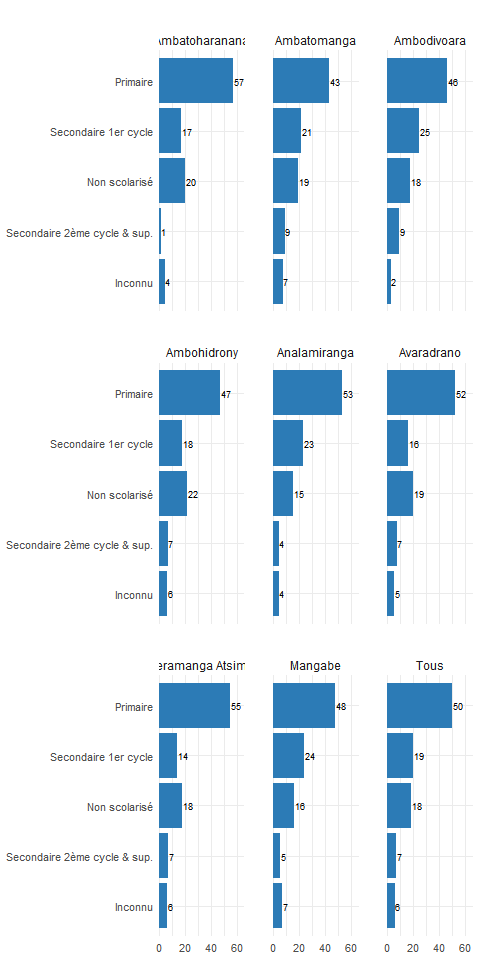 mbatoharanana Ambatomanga Ambodivoara
Primaire 57 43 46
Secondaire 1er cycle 17 21 25
Non scolarisé 20 19 18
Secondaire 2ème cycle & sup. 1 9 9
Inconnu 4 7 2
Ambohidrony Analamiranga Avaradrano
Primaire 47 53 52
Secondaire 1er cycle 18 23 16
Non scolarisé 22 15 19
Secondaire 2ème cycle & sup. 7 4 7
Inconnu 6 4 5
eramanga Atsim Mangabe Tous
Primaire 55 48 50
Secondaire 1er cycle 14 24 19
Non scolarisé 18 16 18
Secondaire 2ème cycle & sup. 7 5 7
Inconnu 6 7 6
0 20 40 60 0 20 40 60 0 20 40 60